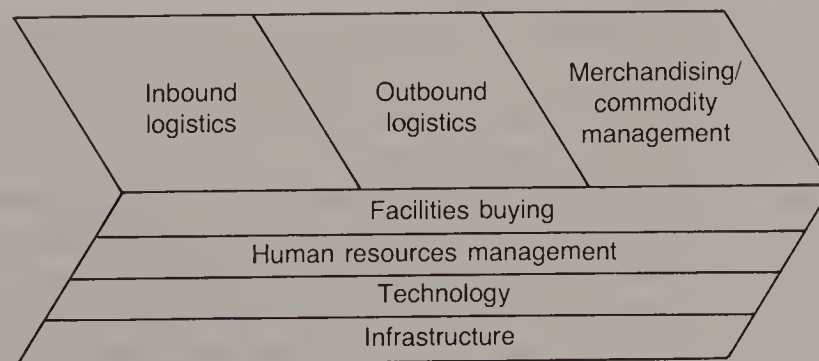 Inbound
logistics
Outbound
logistics
Merchandising/
commodity
management
Facilities buying
Human resources management
Technology
Infrastructure